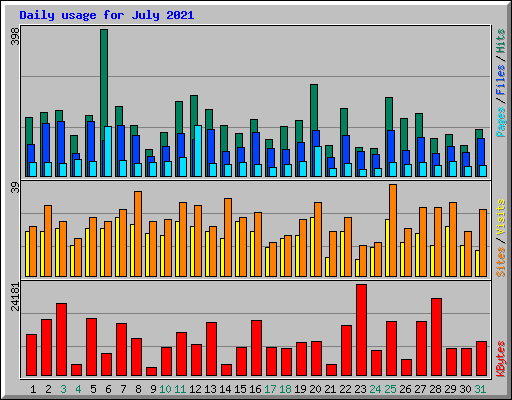 Daily usage for July 2021
398
Pages/Files/Hits
39
Sites/Visits
24181
KBytes
1 2 3 4 5 6 7 8 9 10 11 12 13 14 15 16 17 18 19 20 21 22 23 24 25 26 27 28 29 30 31